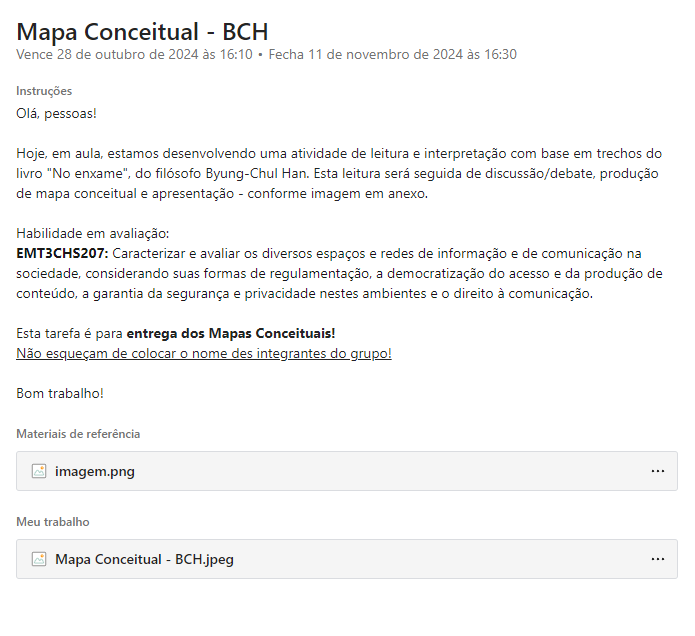 Mapa Conceitual - BCH
Vence 28 de outubro de 2024 às 16:10 • Fecha 11 de novembro de 2024 às 16:30
Instruções
Olá, pessoas!
Hoje, em aula, estamos desenvolvendo uma atividade de leitura e interpretação com base em trechos do
livro "No enxame", do filósofo Byung-Chul Han. Esta leitura será seguida de discussão/debate, produção
de mapa conceitual e apresentação - conforme imagem em anexo.
Habilidade em avaliação:
EMT3CHS207: Caracterizar e avaliar os diversos espaços e redes de informação e de comunicação na
sociedade, considerando suas formas de regulamentação, a democratização do acesso e da produção de
conteúdo, a garantia da segurança e privacidade nestes ambientes e o direito à comunicação.
Esta tarefa é para entrega dos Mapas Conceituais!
Não esqueçam de colocar o nome des integrantes do grupo!
Bom trabalho!
Materiais de referência
imagem.png
Meu trabalho
Mapa Conceitual - BCH.jpeg